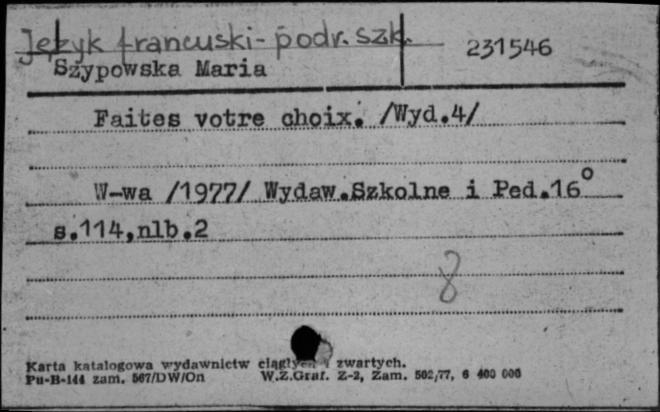 Język francuski - podr. szk. 231546
Szypowska Maria
Faites votre choix. /Wyd.4/
W-wa /1977/ Wydaw.Szkolne i Ped.16°
s.114,nlb.2
8
Karta katalogowa wydawnictw ciągłych i zwartych.
Pu-B-144 zam. 567/DW/On W.Z.Graf. Z-2, Zam. 502/77, 6 400 000